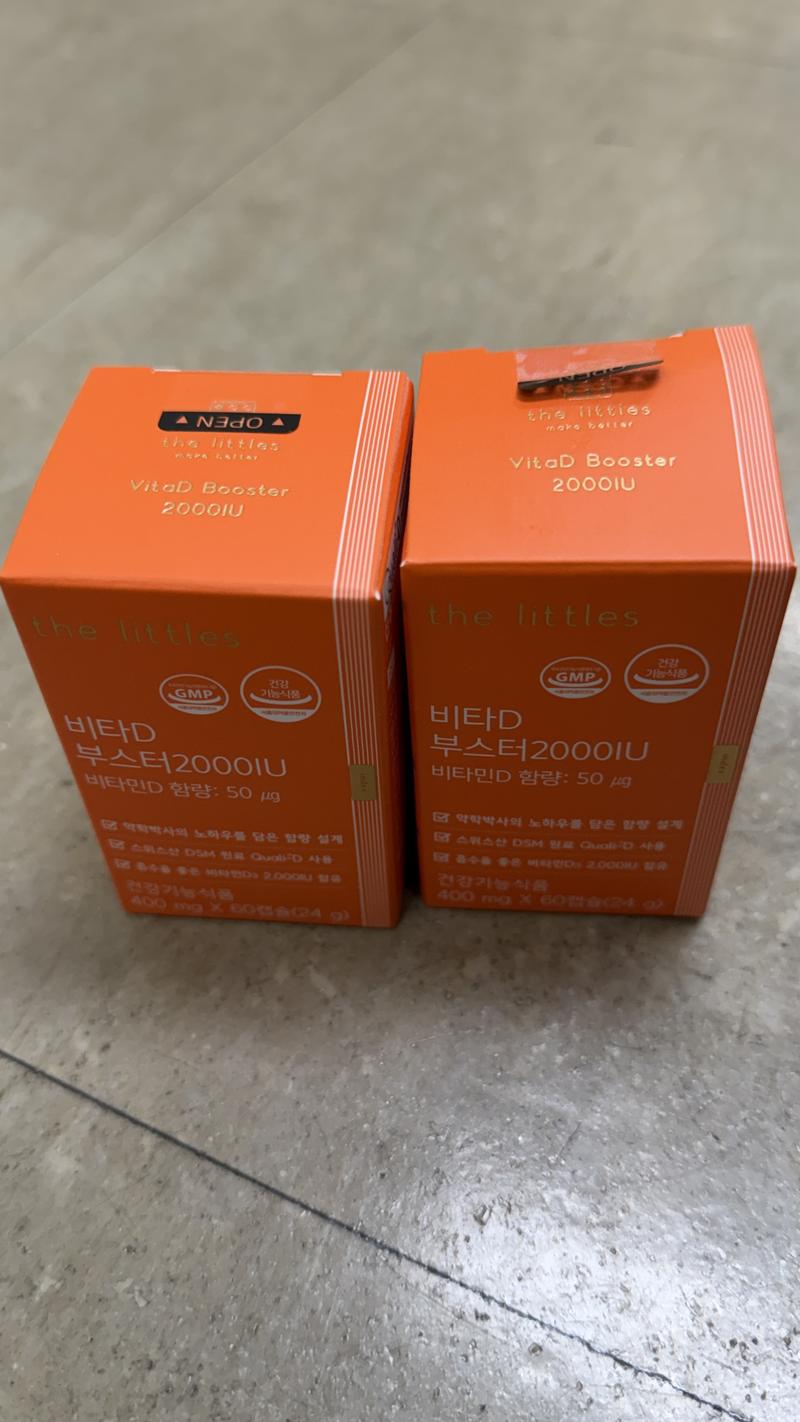 OPEN
the littles
make better
VitaD Booster
2000IU
the littles
GMP
건강
기능식품
비타D
부스터2000IU
비타민D 함량: 50 ㎍
약학박사의 노하우를 담은 함량 설계
스위스산 DSM 원료 Quali®-D 사용
흡수율 좋은 비타민D₃ 2,000IU 함유
건강기능식품
400 mg X 60캡슐(24 g)
OPEN
the littles
make better
VitaD Booster
2000IU
the littles
GMP
건강
기능식품
비타D
부스터2000IU
비타민D 함량: 50 ㎍
약학박사의 노하우를 담은 함량 설계
스위스산 DSM 원료 Quali®-D 사용
흡수율 좋은 비타민D₃ 2,000IU 함유
건강기능식품
400 mg X 60캡슐(24 g)